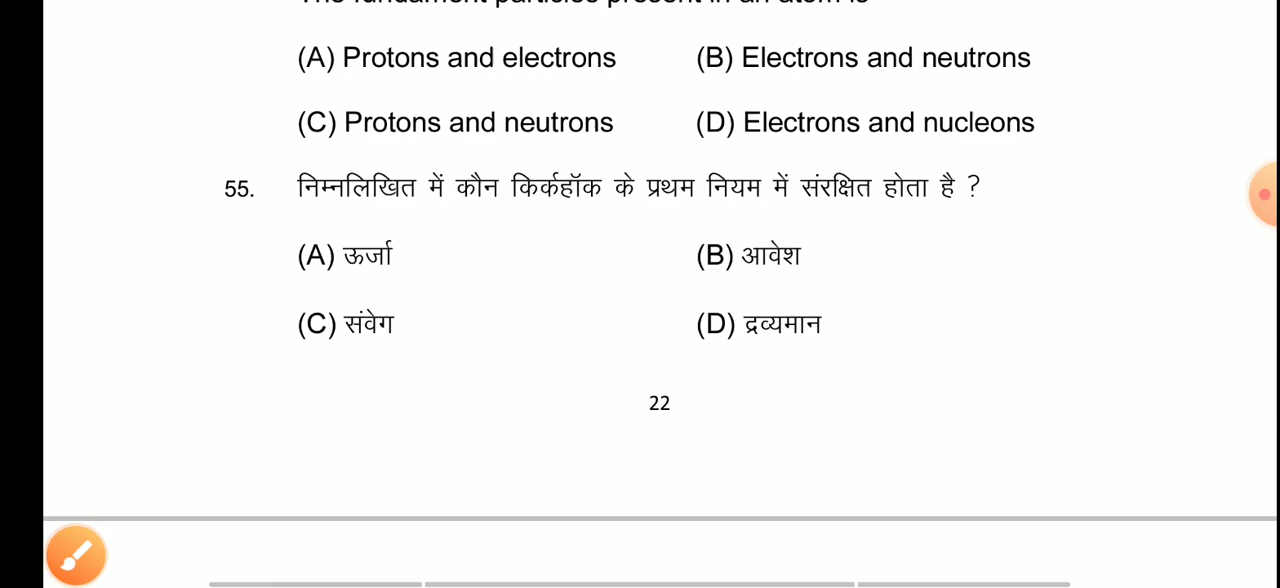 (A) Protons and electrons (B) Electrons and neutrons
(C) Protons and neutrons (D) Electrons and nucleons
55. निम्नलिखित में कौन किर्कहॉक के प्रथम नियम में संरक्षित होता है ?
(A) ऊर्जा (B) आवेश
(C) संवेग (D) द्रव्यमान
22